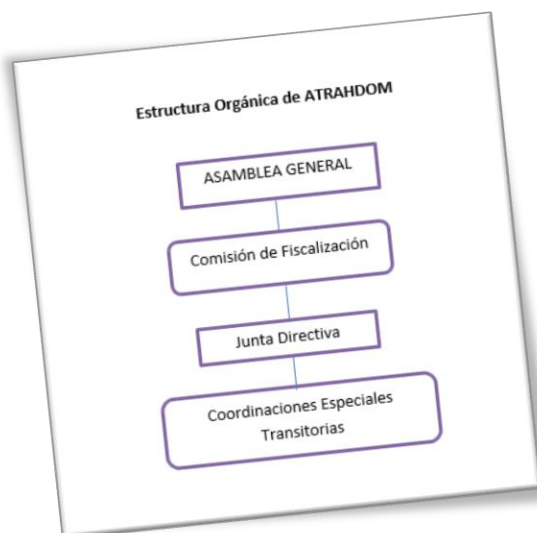 Estructura Orgánica de ATRAHDOM
ASAMBLEA GENERAL
Comisión de Fiscalización
Junta Directiva
Coordinaciones Especiales
Transitorias